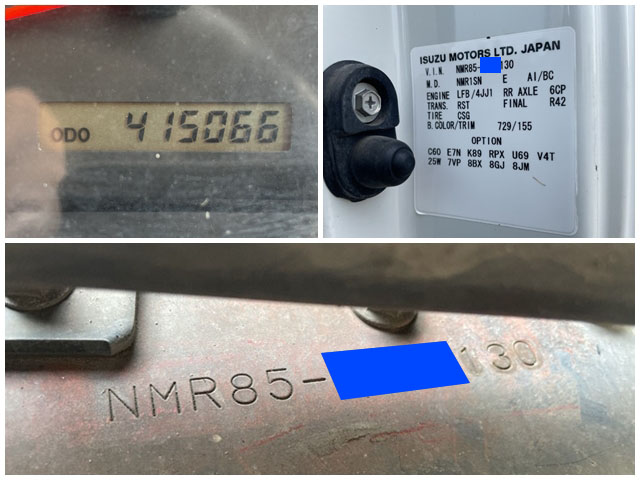 ODO 415066
ISUZU MOTORS LTD. JAPAN
V.I.N. NMR85- 130
M.D. NMR1SN E AI/BC
ENGINE LFB/4JJ1 RR AXLE 6CP
TRANS. RST FINAL R42
TIRE CSG
B.COLOR/TRIM 729/155
OPTION
C60 E7N K89 RPX U69 V4T
25W 7VP 8BX 8GJ 8JM
NMR85- 130